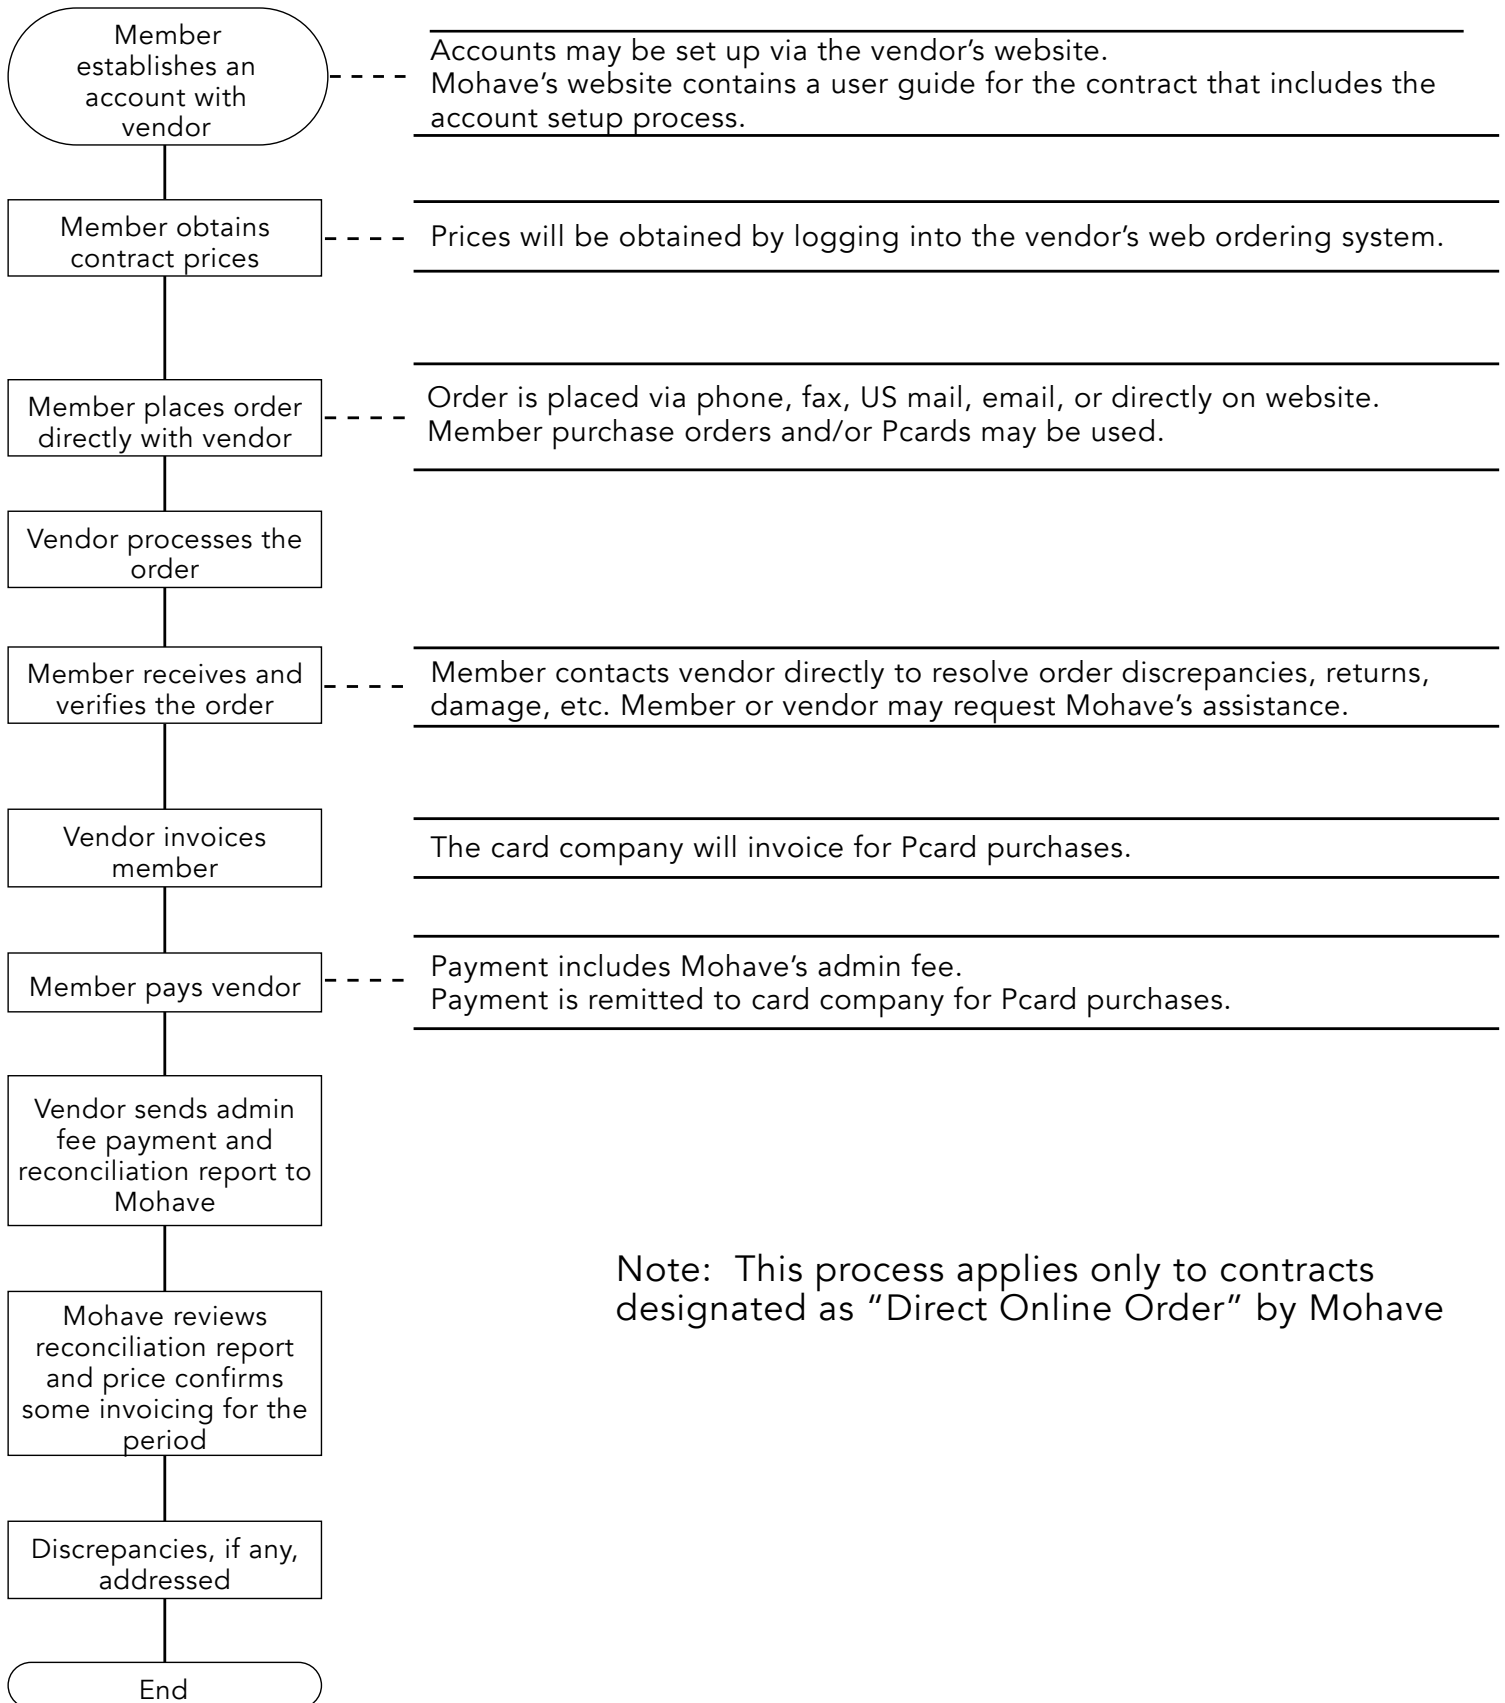 Member
establishes an
account with
vendor
Accounts may be set up via the vendor’s website.
Mohave’s website contains a user guide for the contract that includes the
account setup process.
Member obtains
contract prices
Prices will be obtained by logging into the vendor’s web ordering system.
Member places order
directly with vendor
Order is placed via phone, fax, US mail, email, or directly on website.
Member purchase orders and/or Pcards may be used.
Vendor processes the
order
Member receives and
verifies the order
Member contacts vendor directly to resolve order discrepancies, returns,
damage, etc. Member or vendor may request Mohave’s assistance.
Vendor invoices
member
The card company will invoice for Pcard purchases.
Member pays vendor
Payment includes Mohave’s admin fee.
Payment is remitted to card company for Pcard purchases.
Vendor sends admin
fee payment and
reconciliation report to
Mohave
Note:  This process applies only to contracts
designated as “Direct Online Order” by Mohave
Mohave reviews
reconciliation report
and price confirms
some invoicing for the
period
Discrepancies, if any,
addressed
End